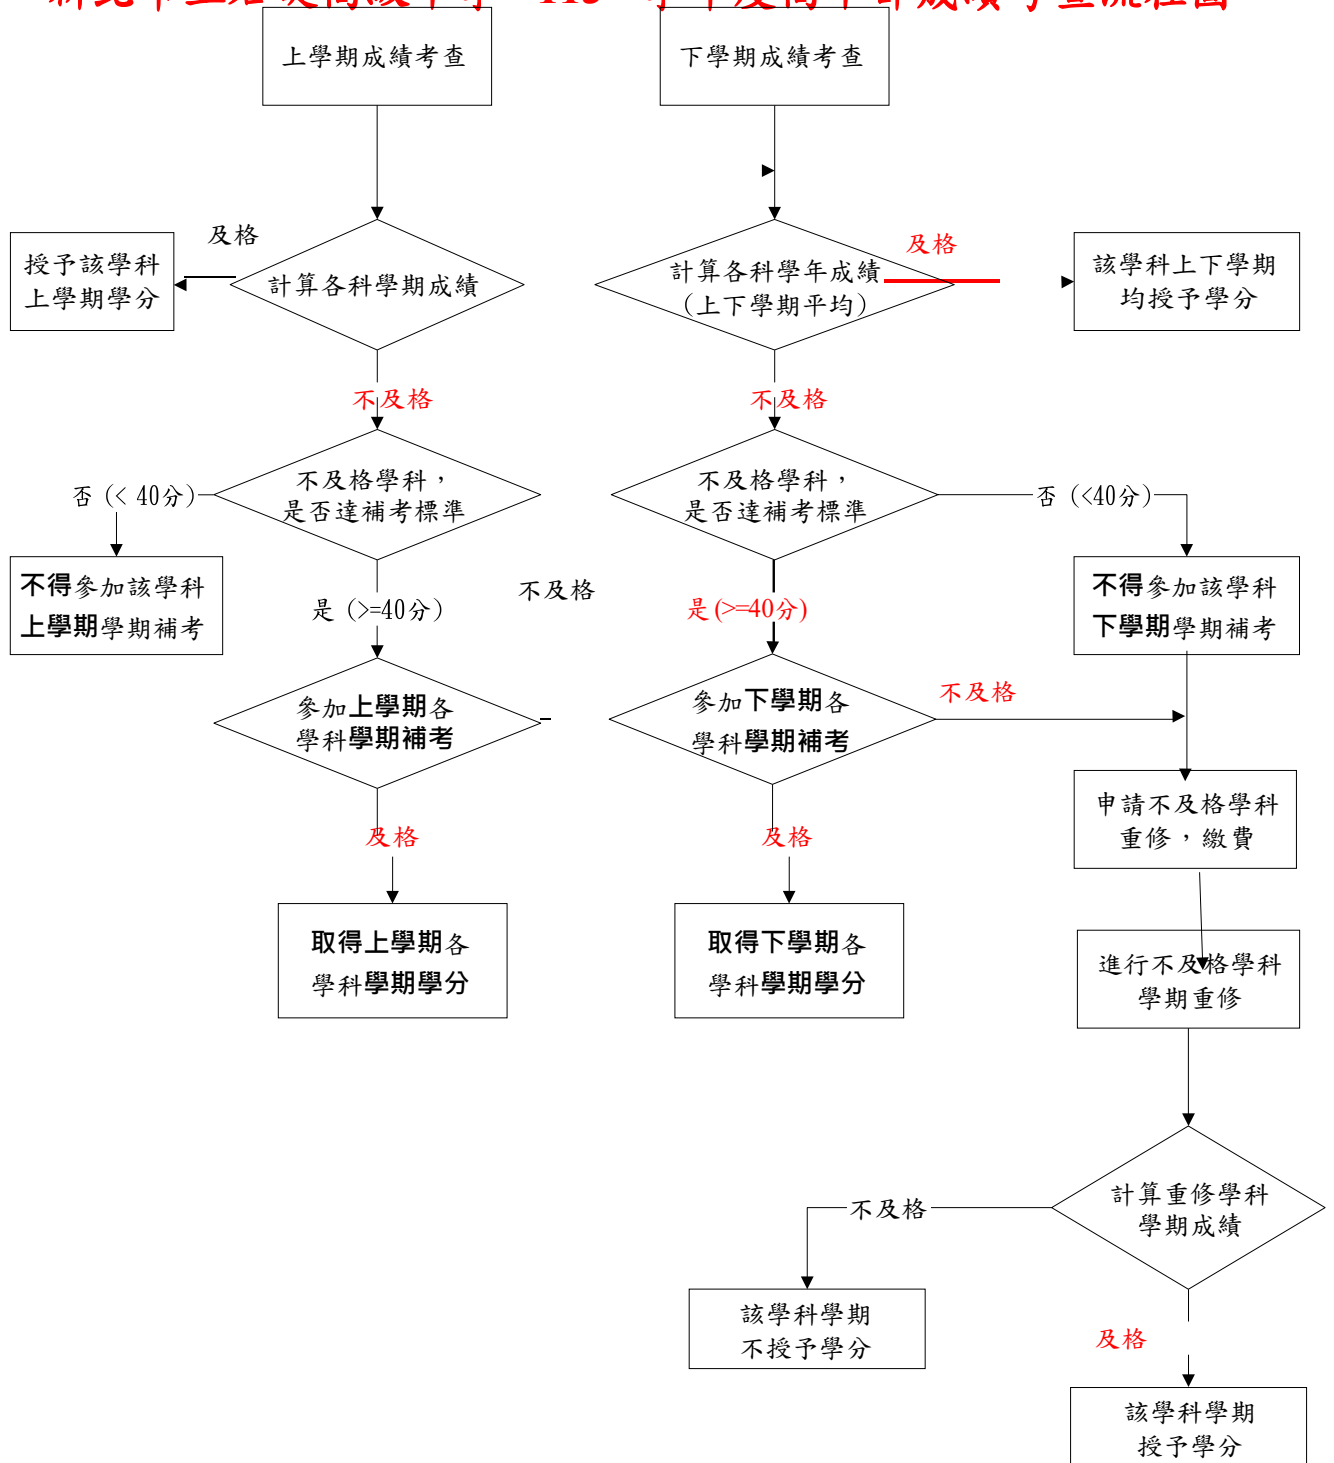 上學期成績考查
下學期成績考查
及格
授予該學科
上學期學分
計算各科學期成績
計算各科學年成績
(上下學期平均)
及格
該學科上下學期
均授予學分
不及格
不及格
不及格學科，
是否達補考標準
否 (< 40分)
不及格學科，
是否達補考標準
否 (<40分)
不得參加該學科
上學期學期補考
是 (>=40分)
不及格
是(>=40分)
不得參加該學科
下學期學期補考
參加上學期各
學科學期補考
參加下學期各
學科學期補考
不及格
及格
及格
申請不及格學科
重修，繳費
取得上學期各
學科學期學分
取得下學期各
學科學期學分
進行不及格學科
學期重修
不及格
計算重修學科
學期成績
該學科學期
不授予學分
及格
該學科學期
授予學分